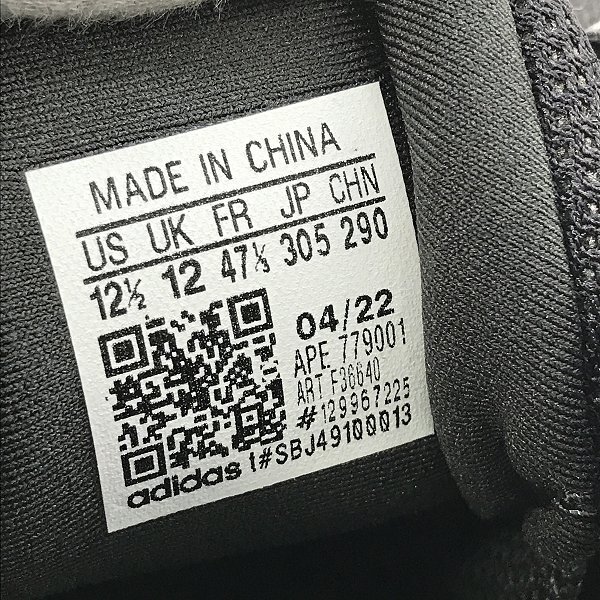 MADE IN CHINA
US UK FR JP CHN
12½ 12 47⅓ 305 290
04/22
APE 779001
ART F36640
#129967225
adidas 1#SBJ49100013